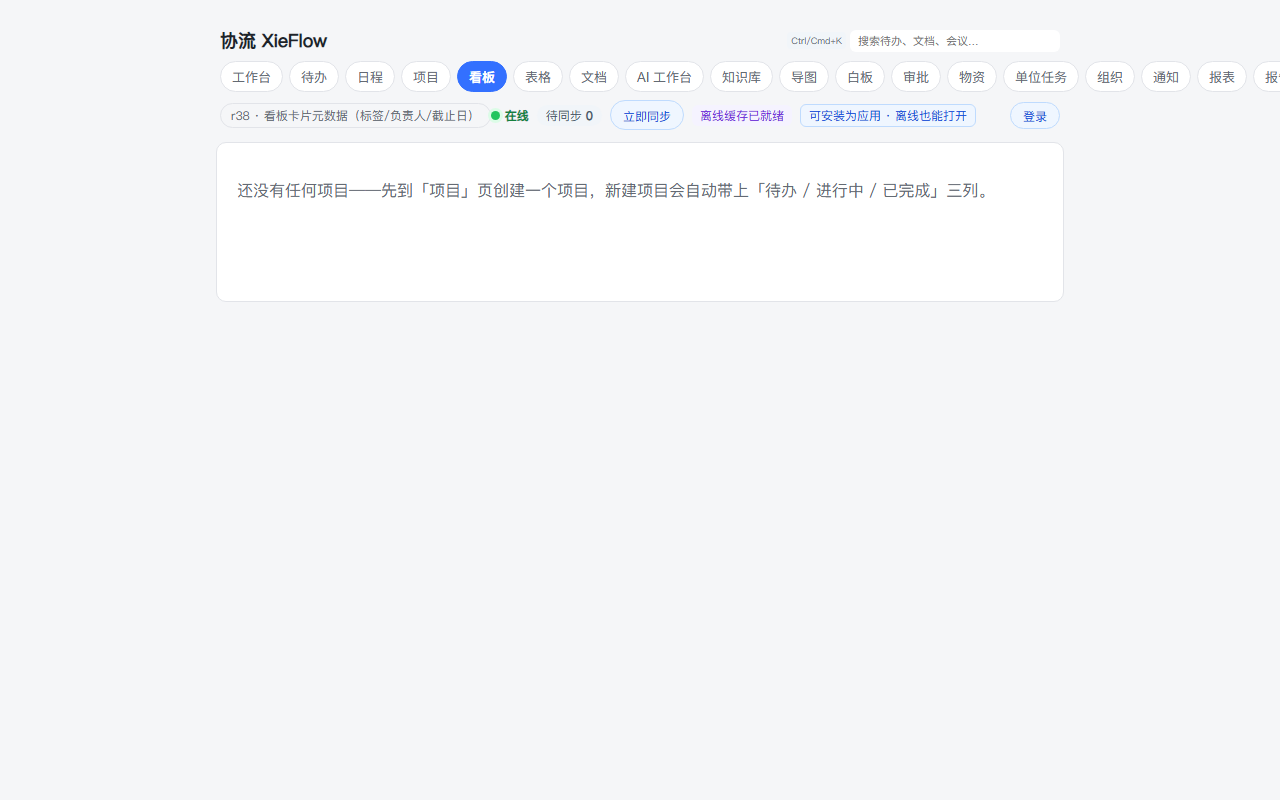 协流 XieFlow
Ctrl/Cmd+K 搜索待办、文档、会议...
工作台 待办 日程 项目 看板 表格 文档 AI 工作台 知识库 导图 白板 审批 物资 单位任务 组织 通知 报表
r38 · 看板卡片元数据（标签/负责人/截止日） 在线 待同步 0 立即同步 离线缓存已就绪 可安装为应用 · 离线也能打开 登录
还没有任何项目——先到「项目」页创建一个项目，新建项目会自动带上「待办 / 进行中 / 已完成」三列。